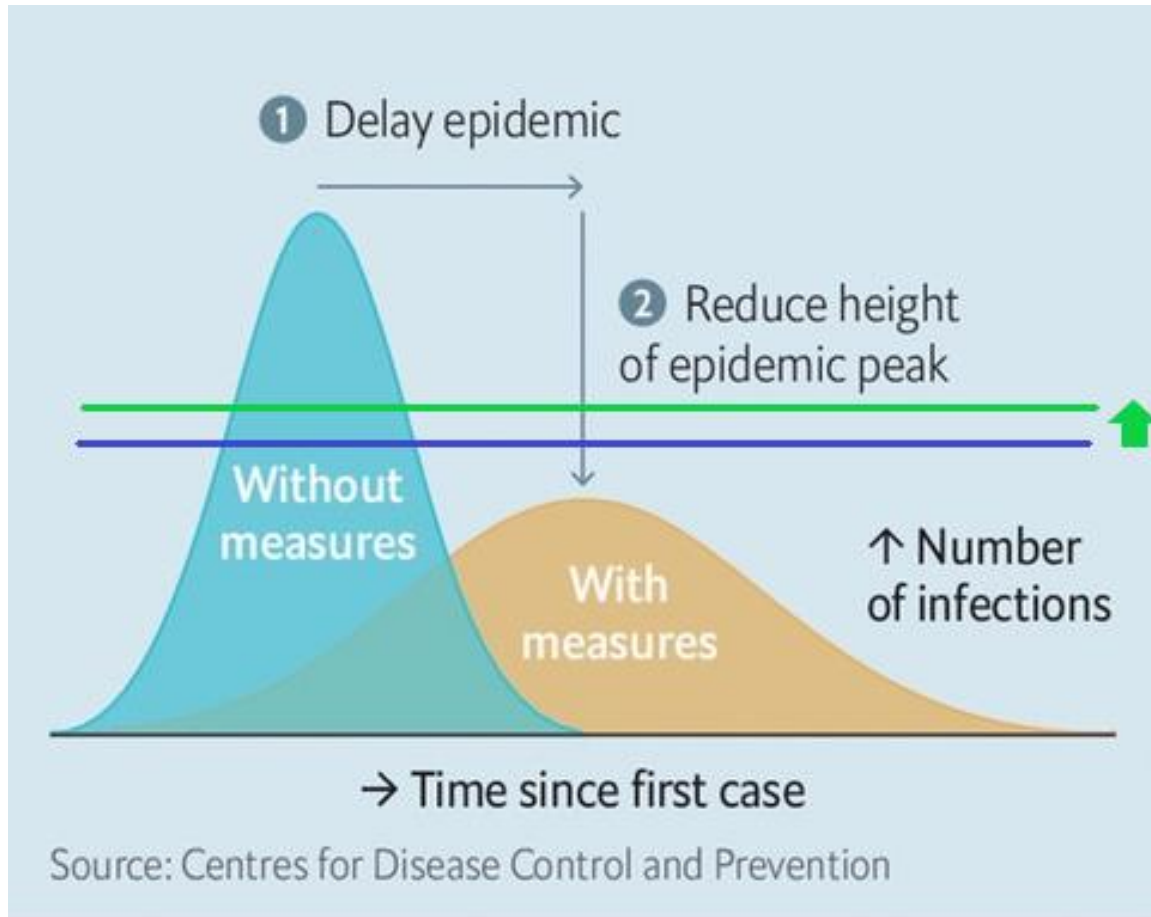 1 Delay epidemic
2 Reduce height
of epidemic peak
Without
measures
With
measures
↑ Number
of infections
→ Time since first case
Source: Centres for Disease Control and Prevention